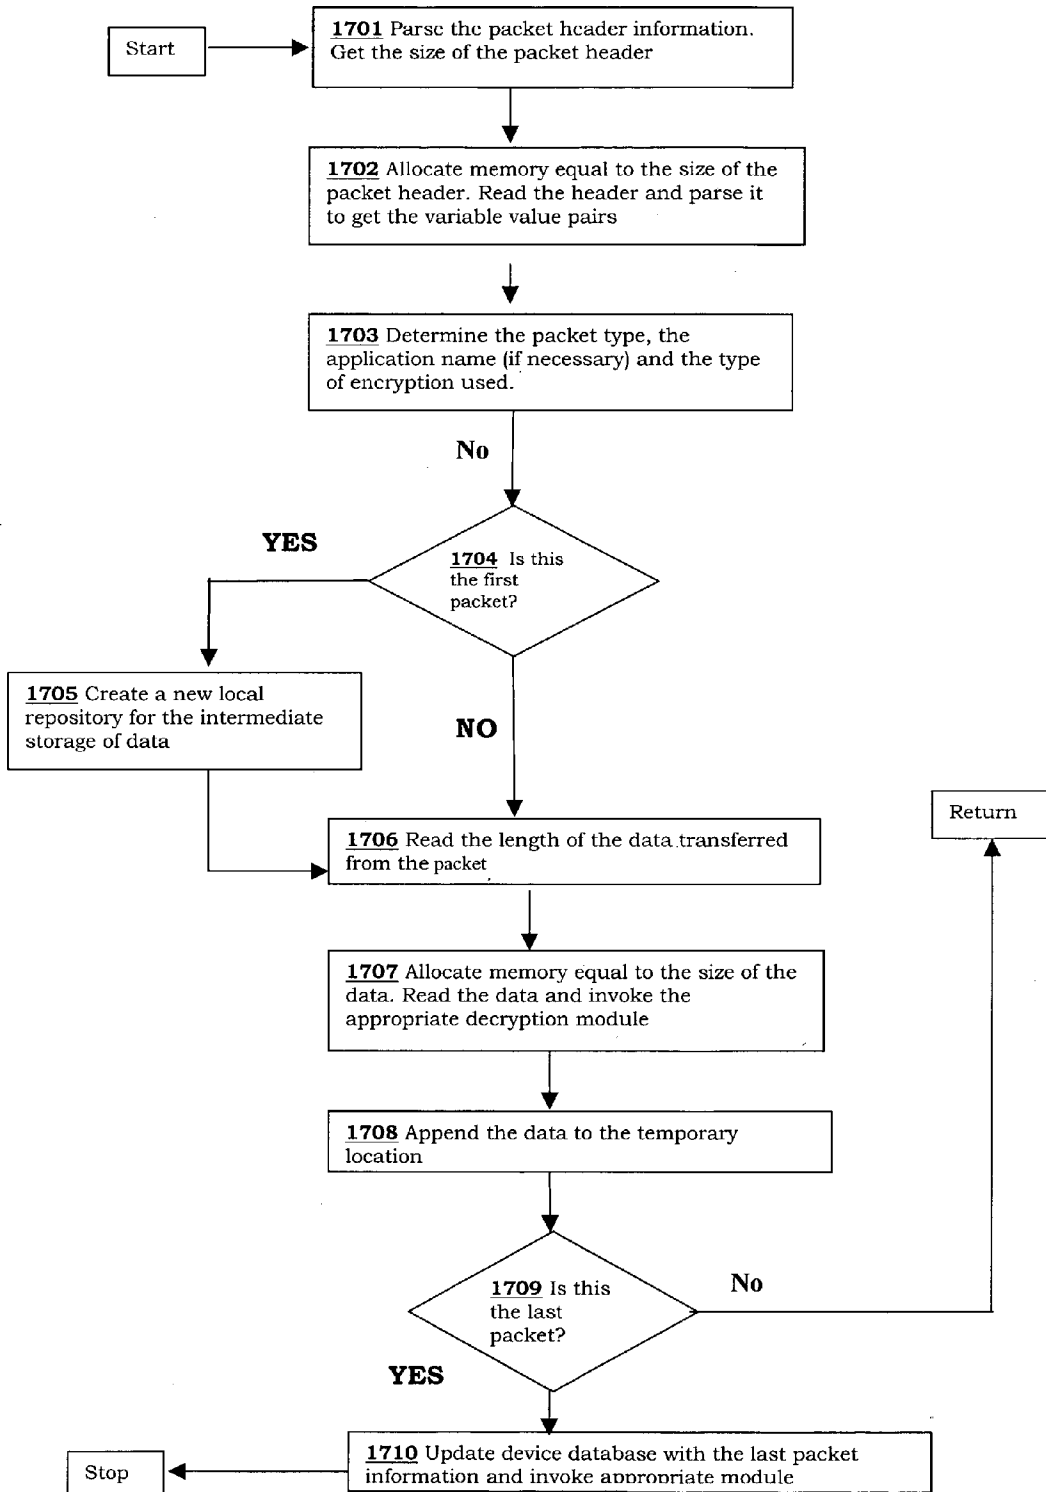 Start
1701 Parse the packet header information.
Get the size of the packet header
1702 Allocate memory equal to the size of the
packet header. Read the header and parse it
to get the variable value pairs
1703 Determine the packet type, the
application name (if necessary) and the type
of encryption used.
No
YES
1704 Is this
the first
packet?
1705 Create a new local
repository for the intermediate
storage of data
NO
Return
1706 Read the length of the data transferred
from the packet
1707 Allocate memory equal to the size of the
data. Read the data and invoke the
appropriate decryption module
1708 Append the data to the temporary
location
1709 Is this
the last
packet?
No
YES
1710 Update device database with the last packet
information and invoke appropriate module
Stop